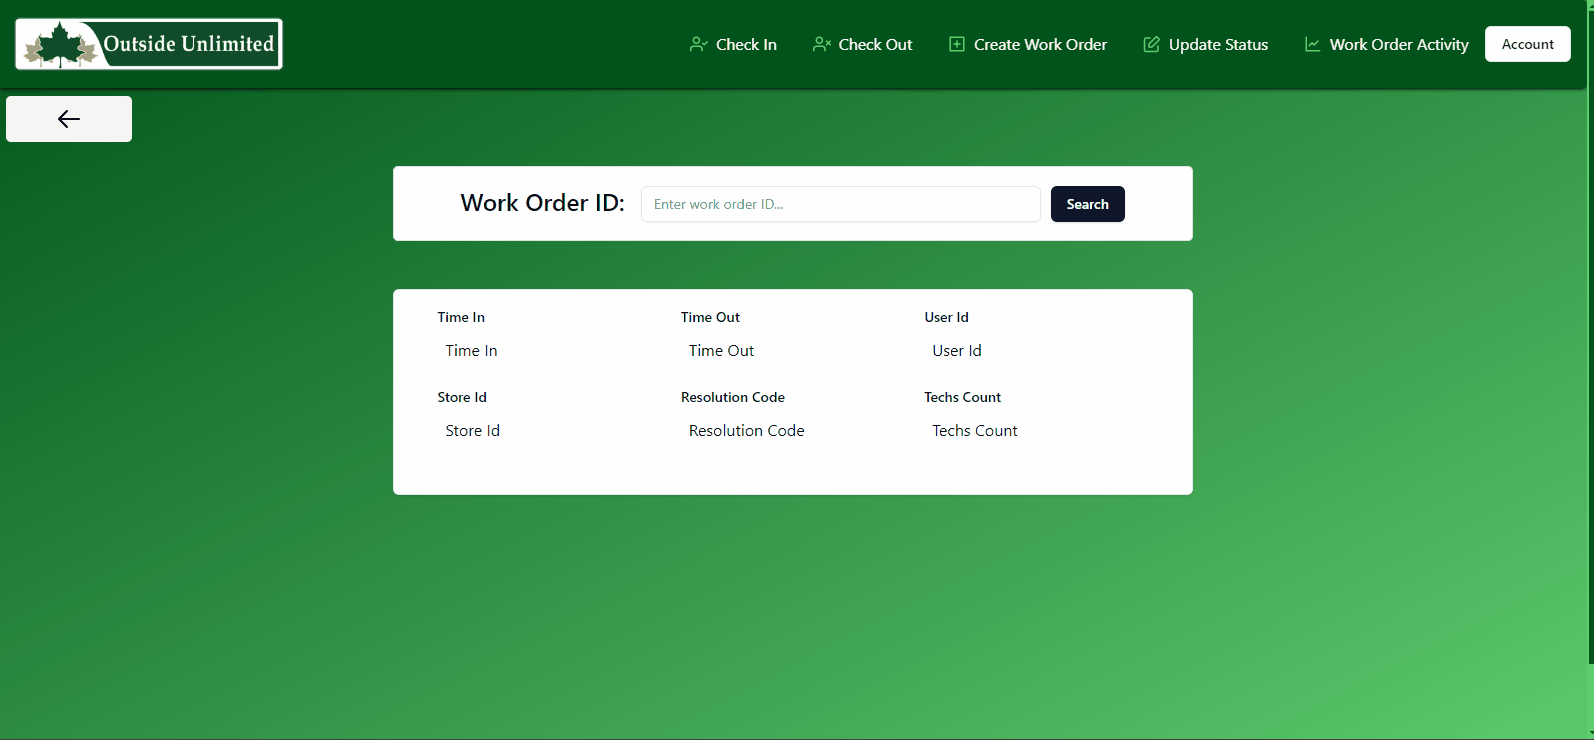 Outside Unlimited
Check In
Check Out
Create Work Order
Update Status
Work Order Activity
Account
Work Order ID:
Enter work order ID...
Search
Time In
Time Out
User Id
Time In
Time Out
User Id
Store Id
Resolution Code
Techs Count
Store Id
Resolution Code
Techs Count